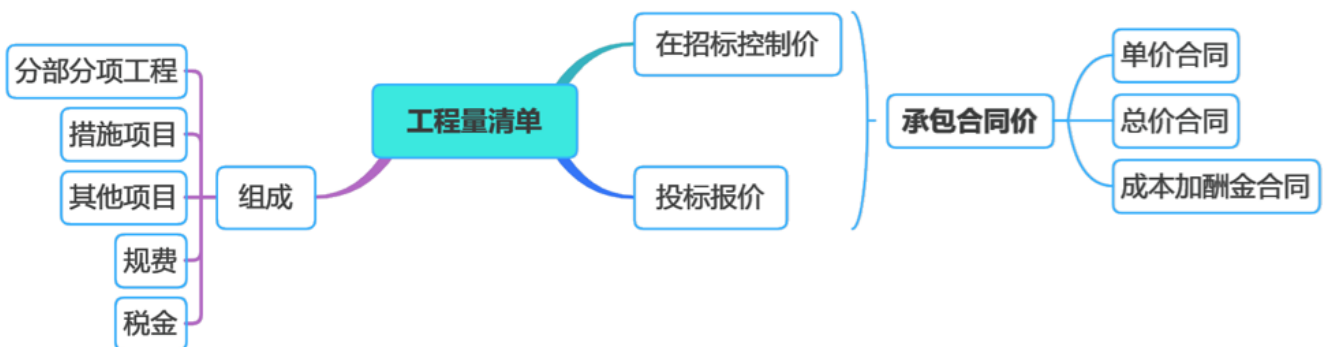 分部分项工程
措施项目
其他项目
规费
税金
组成
工程量清单
在招标控制价
投标报价
承包合同价
单价合同
总价合同
成本加酬金合同